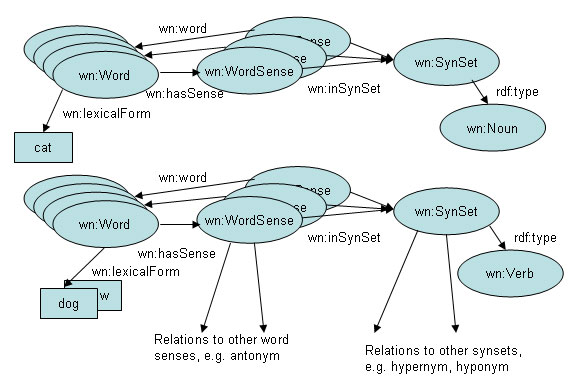 wn:word
wn:Word
wn:hasSense
wn:WordSense
nse
wn:inSynSet
wn:SynSet
rdf:type
wn:Noun
wn:lexicalForm
cat
wn:word
wn:Word
wn:hasSense
wn:WordSense
nse
wn:inSynSet
wn:SynSet
rdf:type
wn:Verb
wn:lexicalForm
dog
w
Relations to other word
senses, e.g. antonym
Relations to other synsets,
e.g. hypernym, hyponym